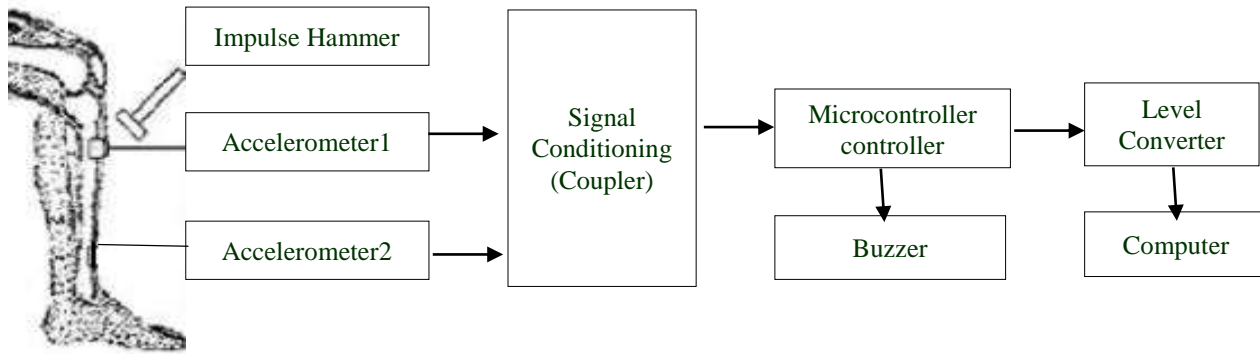 Impulse Hammer
Accelerometer1
Accelerometer2
Signal
Conditioning
(Coupler)
Microcontroller
controller
Buzzer
Level
Converter
Computer